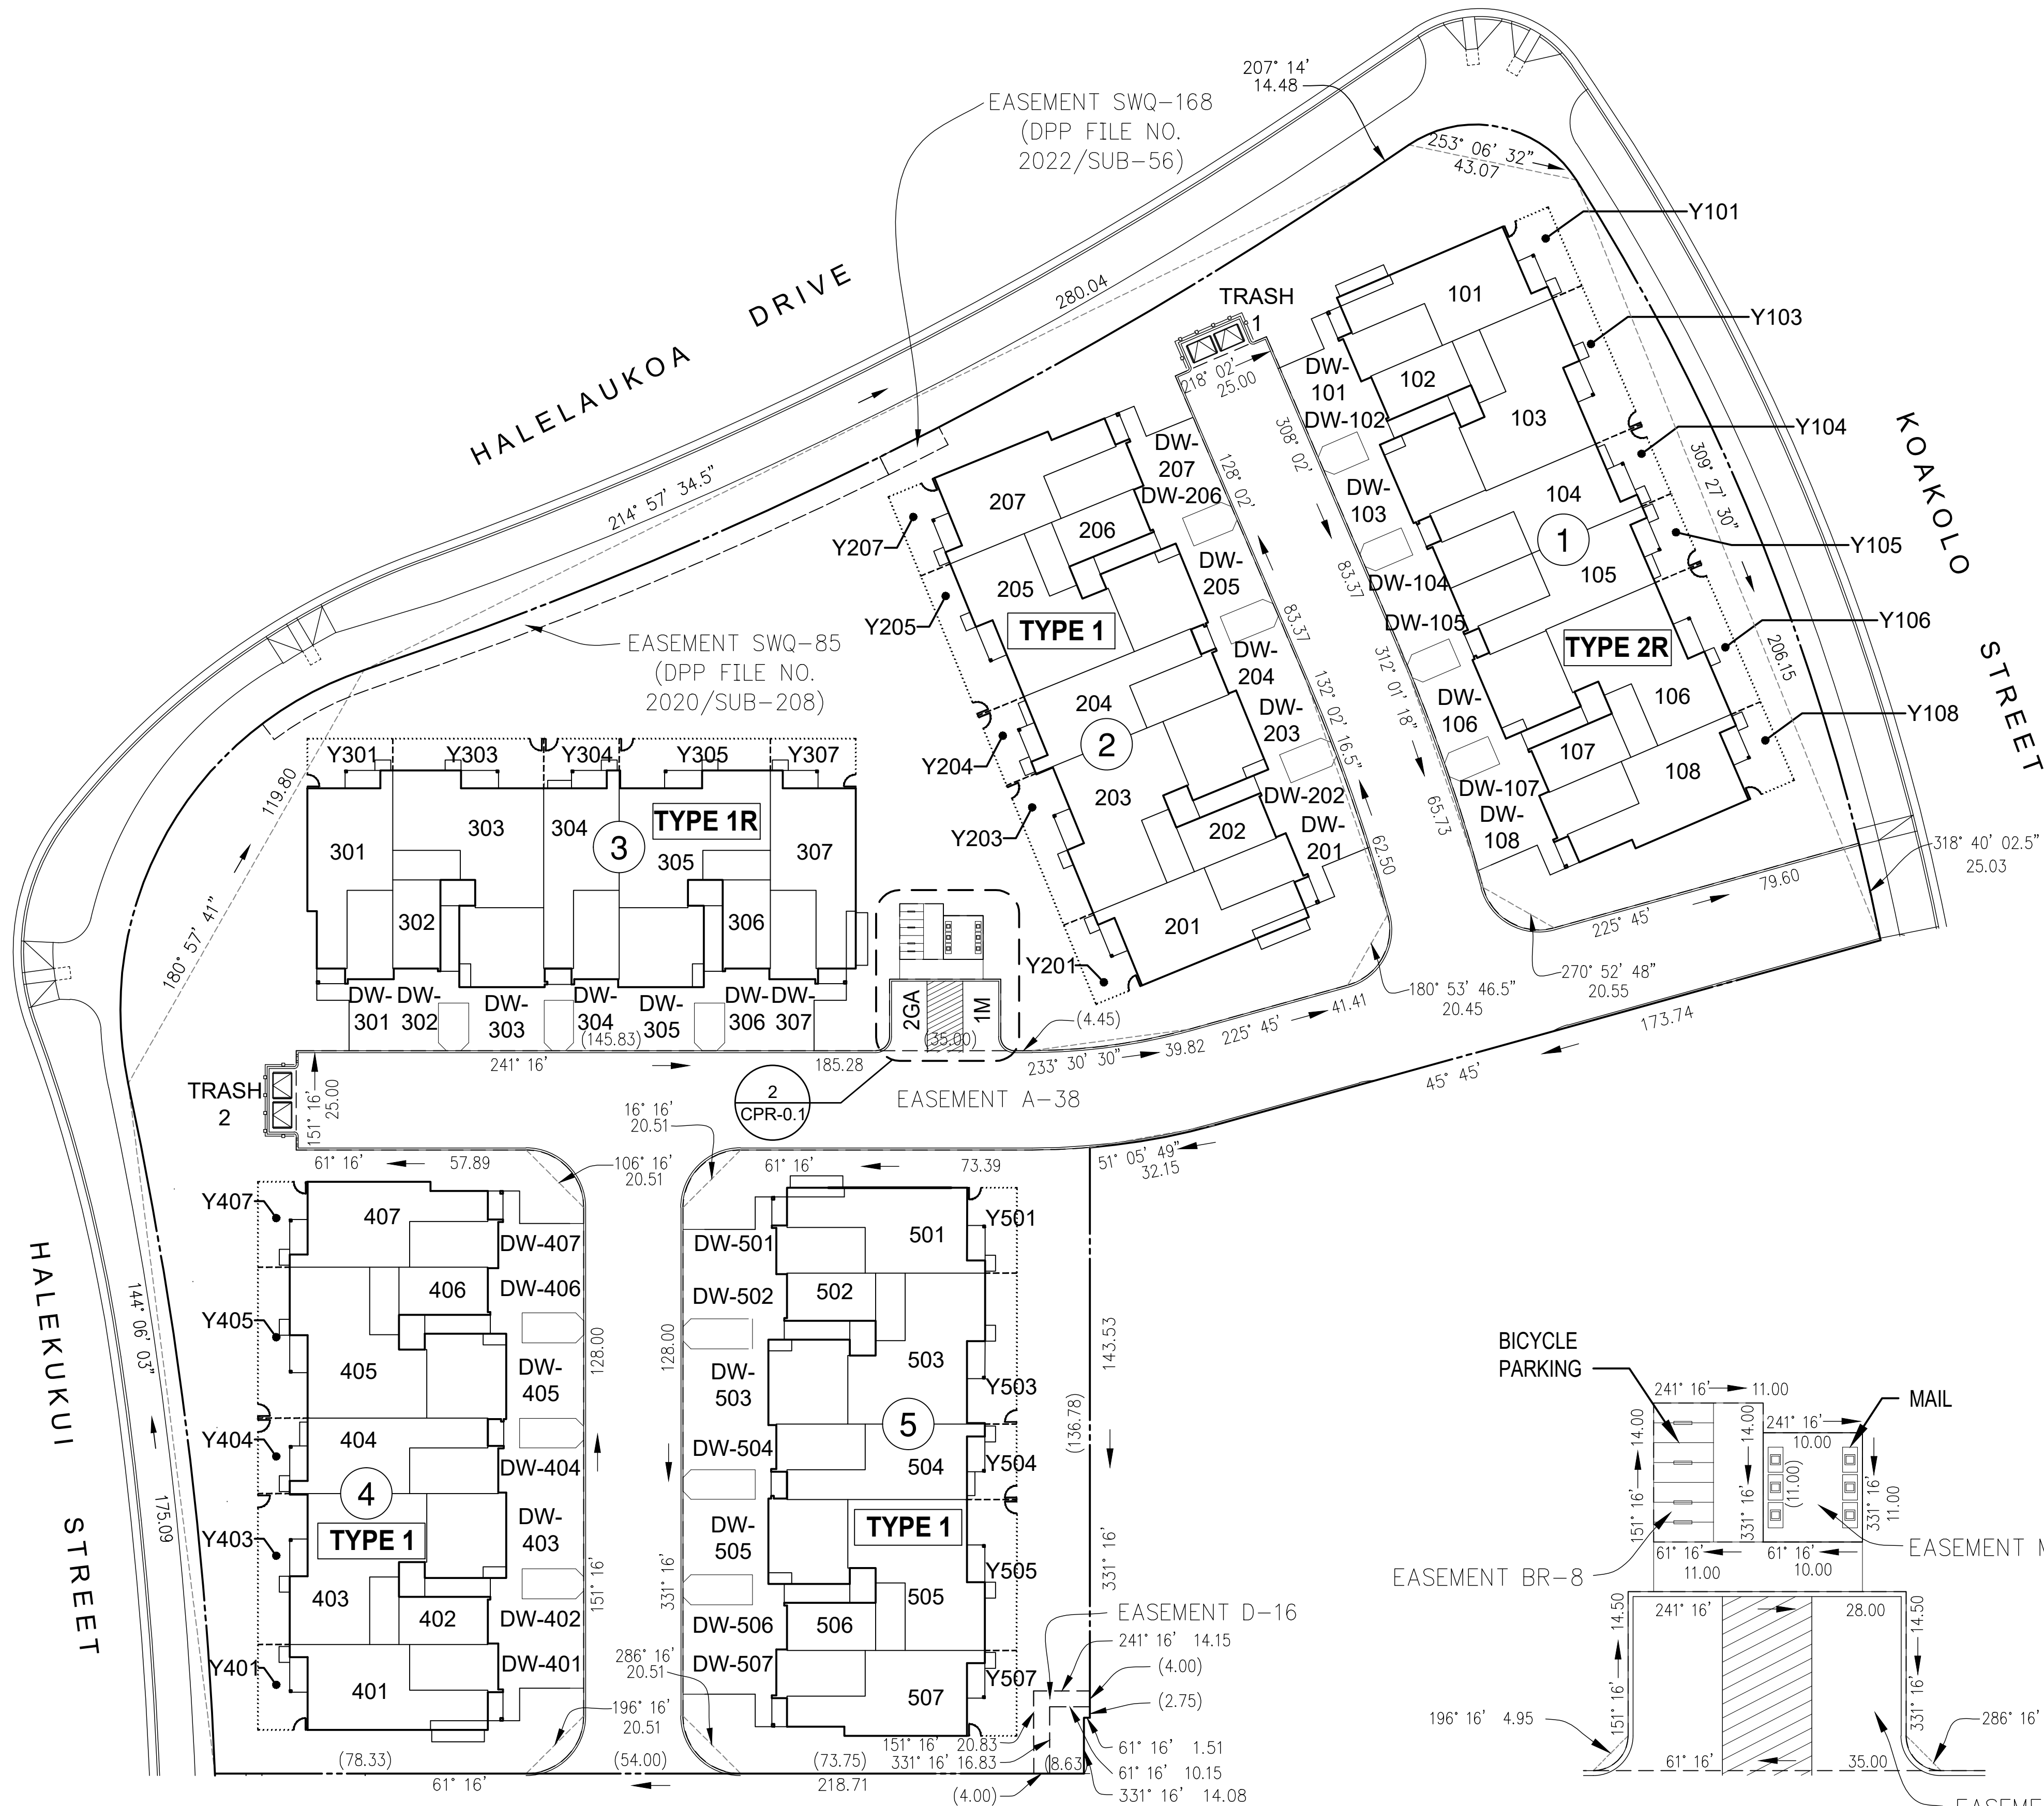 207° 14'
14.48
EASEMENT SWQ-168
(DPP FILE NO.
2022/SUB-56)
253° 06' 32"
43.07
Y101
HALELAUKOA DRIVE
280.04
TRASH
1
101
Y103
218° 02'
25.00
DW-
101
102
103
DW-102
Y104
KOAKOLO STREET
309° 27' 30"
206.15
308° 02'
83.37
DW-
207
207
DW-206
206
128° 02'
214° 57' 34.5"
DW-
103
104
1
Y105
Y207
205
DW-
205
DW-104
105
Y205
TYPE 1
83.37
DW-105
TYPE 2R
Y106
EASEMENT SWQ-85
(DPP FILE NO.
2020/SUB-208)
DW-
204
132° 02' 16.5"
312° 01' 18"
65.73
DW-
106
106
204
DW-
203
Y108
2
107
108
Y204
203
DW-107
DW-202
DW-
108
Y203
202
DW-
201
62.50
201
Y201
119.80
180° 57' 41"
Y301
Y303
Y304
Y305
Y307
TYPE 1R
301
303
304
3
305
307
302
306
318° 40' 02.5"
25.03
79.60
225° 45'
270° 52' 48"
20.55
180° 53' 46.5"
20.45
173.74
45° 45'
DW-
301
DW-
302
DW-
303
DW-
304
DW-
305
DW-
306
DW-
307
(145.83)
2GA
1M
(35.00)
(4.45)
241° 16'
185.28
233° 30' 30"
39.82
225° 45'
41.41
TRASH
2
151° 16'
25.00
2
CPR-0.1
EASEMENT A-38
16° 16'
20.51
61° 16'
57.89
106° 16'
20.51
61° 16'
73.39
51° 05' 49"
32.15
HALEKUKUI STREET
144° 06' 03"
175.09
Y407
407
DW-407
DW-501
501
Y501
406
DW-406
DW-502
502
Y405
405
DW-
405
128.00
128.00
DW-
503
503
Y503
143.53
(136.78)
331° 16'
Y404
404
DW-404
DW-504
5
504
Y504
4
TYPE 1
TYPE 1
Y403
403
DW-
403
151° 16'
331° 16'
DW-
505
505
Y505
402
DW-402
DW-506
506
Y401
401
DW-401
286° 16'
20.51
DW-507
507
Y507
196° 16'
20.51
EASEMENT D-16
241° 16' 14.15
(4.00)
(2.75)
151° 16' 20.83
331° 16' 16.83
61° 16' 1.51
61° 16' 10.15
331° 16' 14.08
(78.33)
(54.00)
(73.75)
(8.63)
61° 16'
218.71
(4.00)
BICYCLE
PARKING
241° 16' 11.00
MAIL
14.00
151° 16'
14.00
331° 16'
241° 16'
10.00
(11.00)
331° 16'
11.00
61° 16'
11.00
61° 16'
10.00
EASEMENT M
EASEMENT BR-8
241° 16'
28.00
14.50
151° 16'
14.50
331° 16'
196° 16' 4.95
286° 16'
61° 16'
35.00